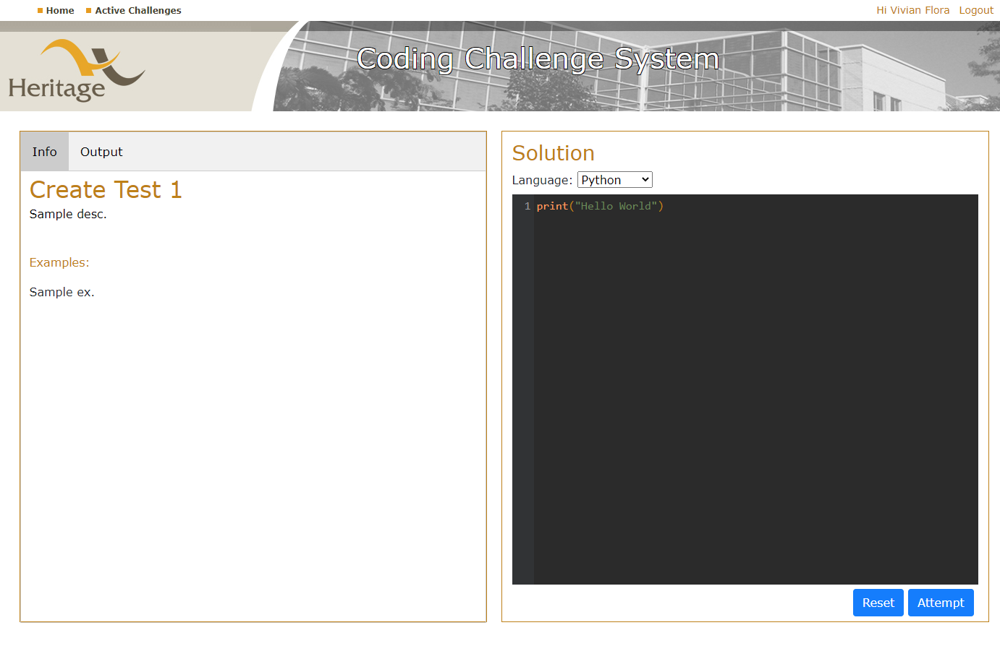 Home Active Challenges Hi Vivian Flora Logout
Heritage
Coding Challenge System
Info Output
Create Test 1
Sample desc.
Examples:
Sample ex.
Solution
Language: Python
1 print("Hello World")
Reset Attempt